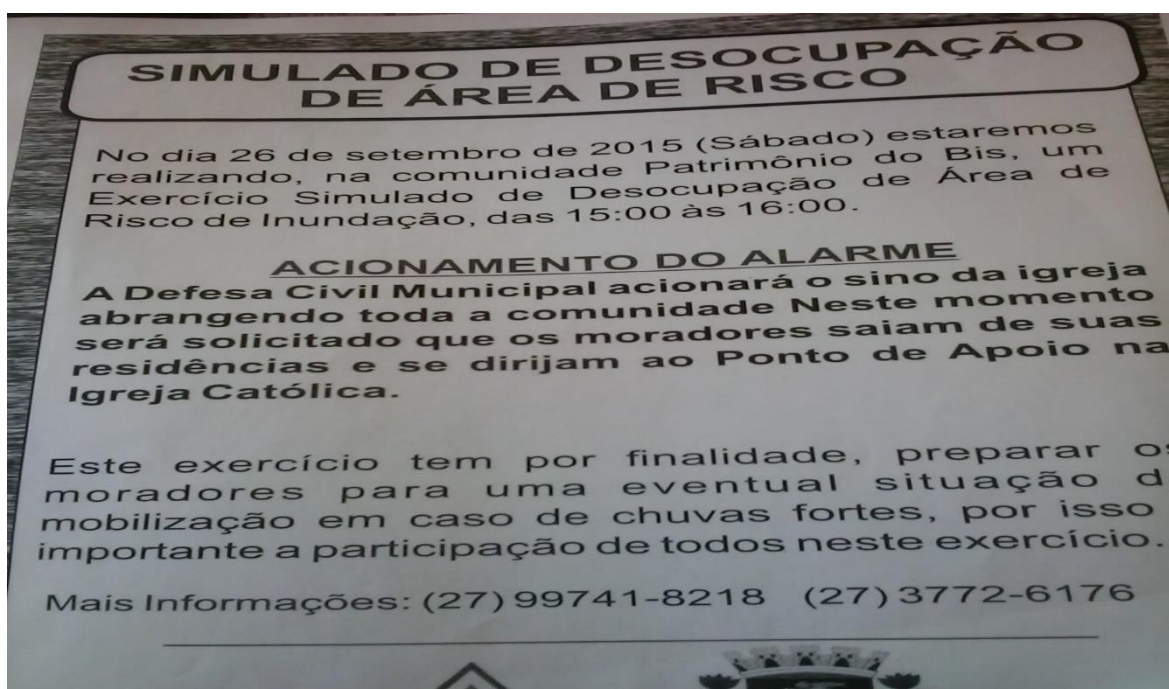 SIMULADO DE DESOCUPAÇÃO
DE ÁREA DE RISCO
No dia 26 de setembro de 2015 (Sábado) estaremos
realizando, na comunidade Patrimônio do Bis, um
Exercício Simulado de Desocupação de Área de
Risco de Inundação, das 15:00 às 16:00.
ACIONAMENTO DO ALARME
A Defesa Civil Municipal acionará o sino da igreja
abrangendo toda a comunidade Neste momento
será solicitado que os moradores saiam de suas
residências e se dirijam ao Ponto de Apoio na
Igreja Católica.
Este exercício tem por finalidade, preparar os
moradores para uma eventual situação d
mobilização em caso de chuvas fortes, por isso
importante a participação de todos neste exercício.
Mais Informações: (27) 99741-8218 (27) 3772-6176